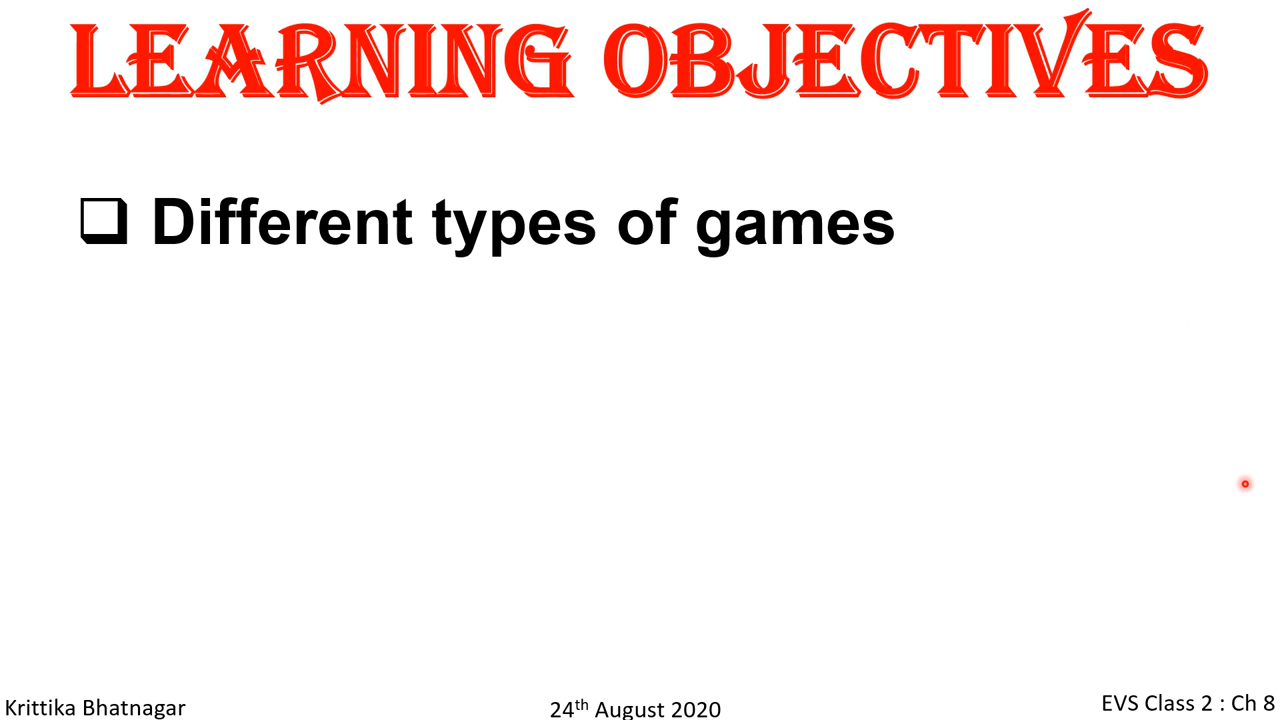 LEARNING OBJECTIVES
❑ Different types of games
Krittika Bhatnagar
24th August 2020
EVS Class 2 : Ch 8